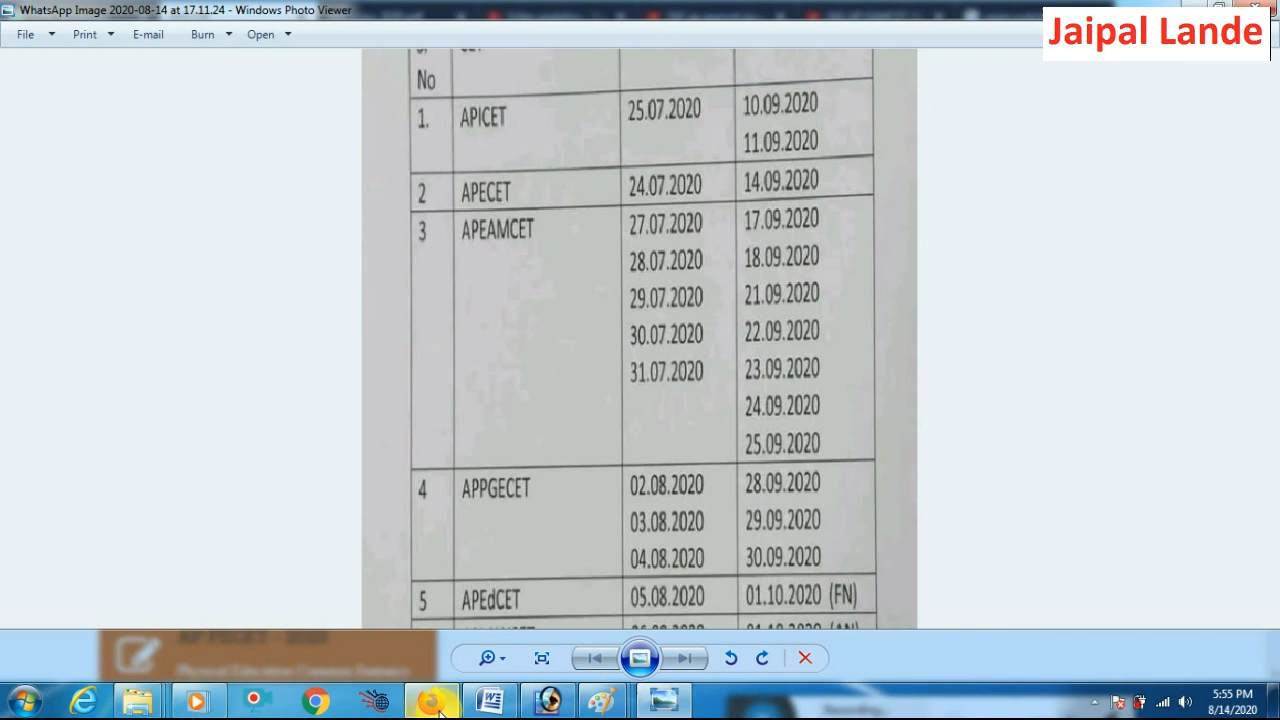 WhatsApp Image 2020-08-14 at 17.11.24 - Windows Photo Viewer
File Print E-mail Burn Open
Jaipal Lande
No
1. APICET 25.07.2020 10.09.2020
11.09.2020
2 APECET 24.07.2020 14.09.2020
3 APEAMCET 27.07.2020 17.09.2020
28.07.2020 18.09.2020
29.07.2020 21.09.2020
30.07.2020 22.09.2020
31.07.2020 23.09.2020
24.09.2020
25.09.2020
4 APPGECET 02.08.2020 28.09.2020
03.08.2020 29.09.2020
04.08.2020 30.09.2020
5 APEdCET 05.08.2020 01.10.2020 (FN)
5:55 PM
8/14/2020